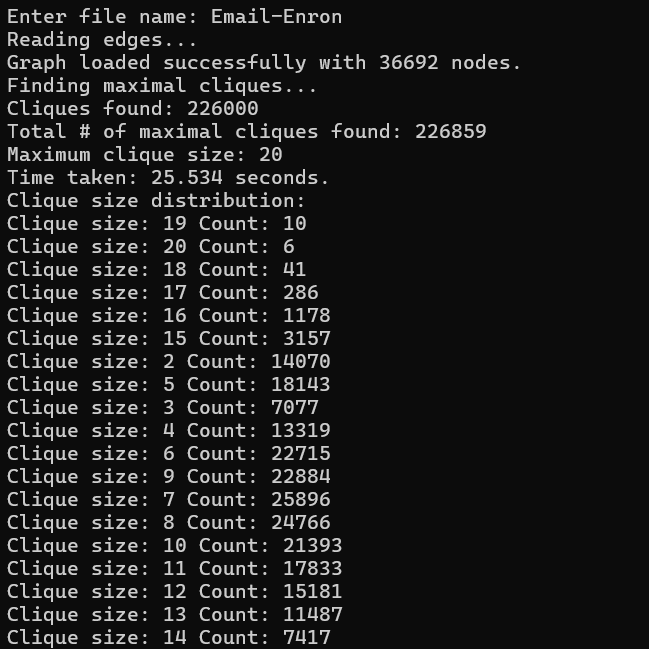 Enter file name: Email-Enron
Reading edges...
Graph loaded successfully with 36692 nodes.
Finding maximal cliques...
Cliques found: 226000
Total # of maximal cliques found: 226859
Maximum clique size: 20
Time taken: 25.534 seconds.
Clique size distribution:
Clique size: 19 Count: 10
Clique size: 20 Count: 6
Clique size: 18 Count: 41
Clique size: 17 Count: 286
Clique size: 16 Count: 1178
Clique size: 15 Count: 3157
Clique size: 2 Count: 14070
Clique size: 5 Count: 18143
Clique size: 3 Count: 7077
Clique size: 4 Count: 13319
Clique size: 6 Count: 22715
Clique size: 9 Count: 22884
Clique size: 7 Count: 25896
Clique size: 8 Count: 24766
Clique size: 10 Count: 21393
Clique size: 11 Count: 17833
Clique size: 12 Count: 15181
Clique size: 13 Count: 11487
Clique size: 14 Count: 7417